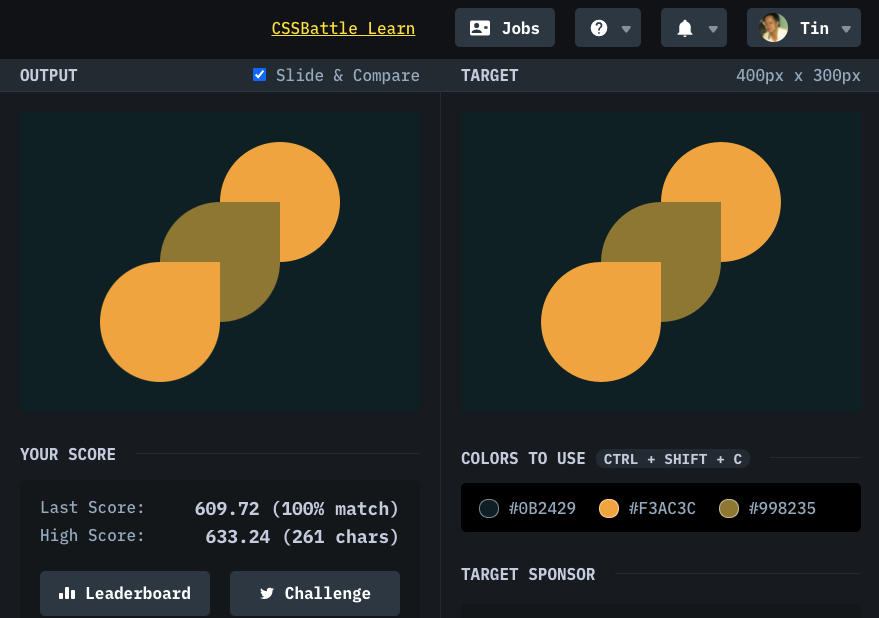 CSSBattle Learn
Jobs
Tin
OUTPUT
Slide & Compare
TARGET
400px x 300px
YOUR SCORE
Last Score: 609.72 (100% match)
High Score: 633.24 (261 chars)
Leaderboard
Challenge
COLORS TO USE CTRL + SHIFT + C
#0B2429 #F3AC3C #998235
TARGET SPONSOR